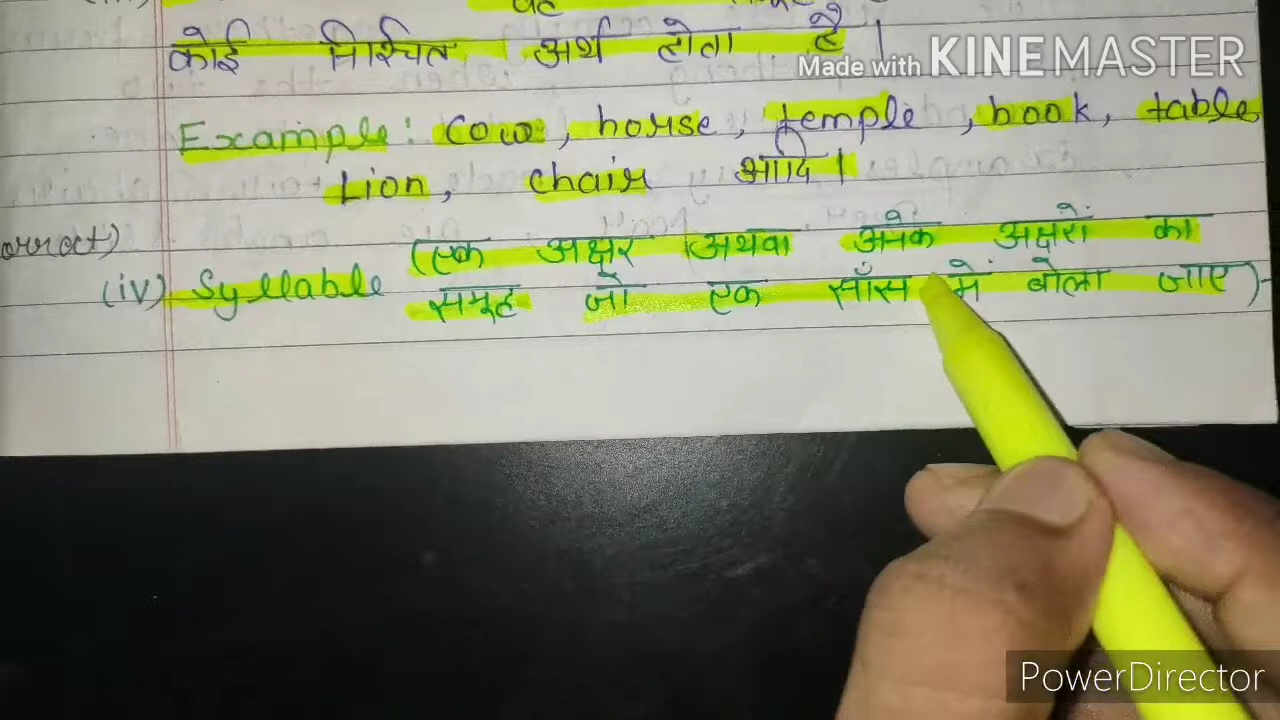 यह
कोई निश्चित अर्थ होता है |
Made with KINEMASTER
Example: Cow, horse, temple, book, table,
Lion, chair आदि |
(एक अक्षर अथवा अनेक अक्षरों का
(iv) Syllable समूह जो एक साँस में बोला जाए)-
PowerDirector